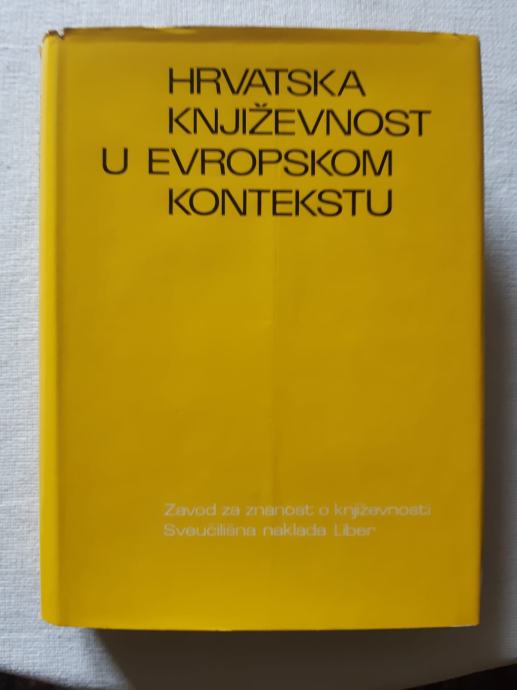 HRVATSKA
KNJIŽEVNOST
U EVROPSKOM
KONTEKSTU
Zavod za znanost o književnosti
Sveučilišna naklada Liber